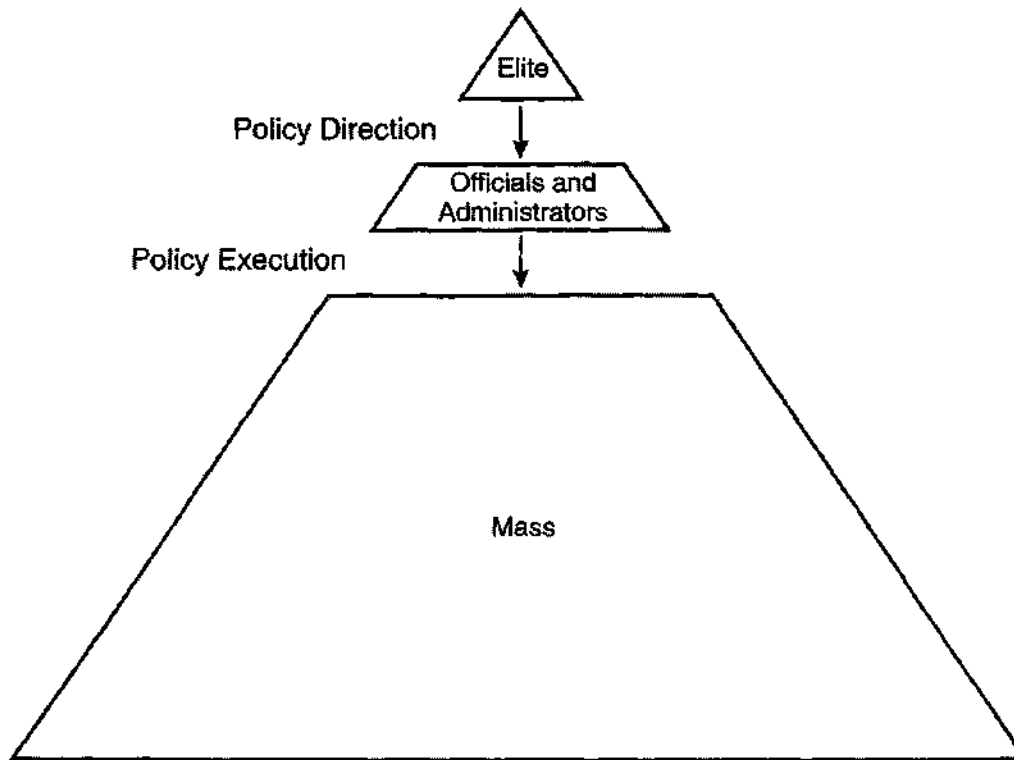 Elite
Policy Direction
Officials and
Administrators
Policy Execution
Mass